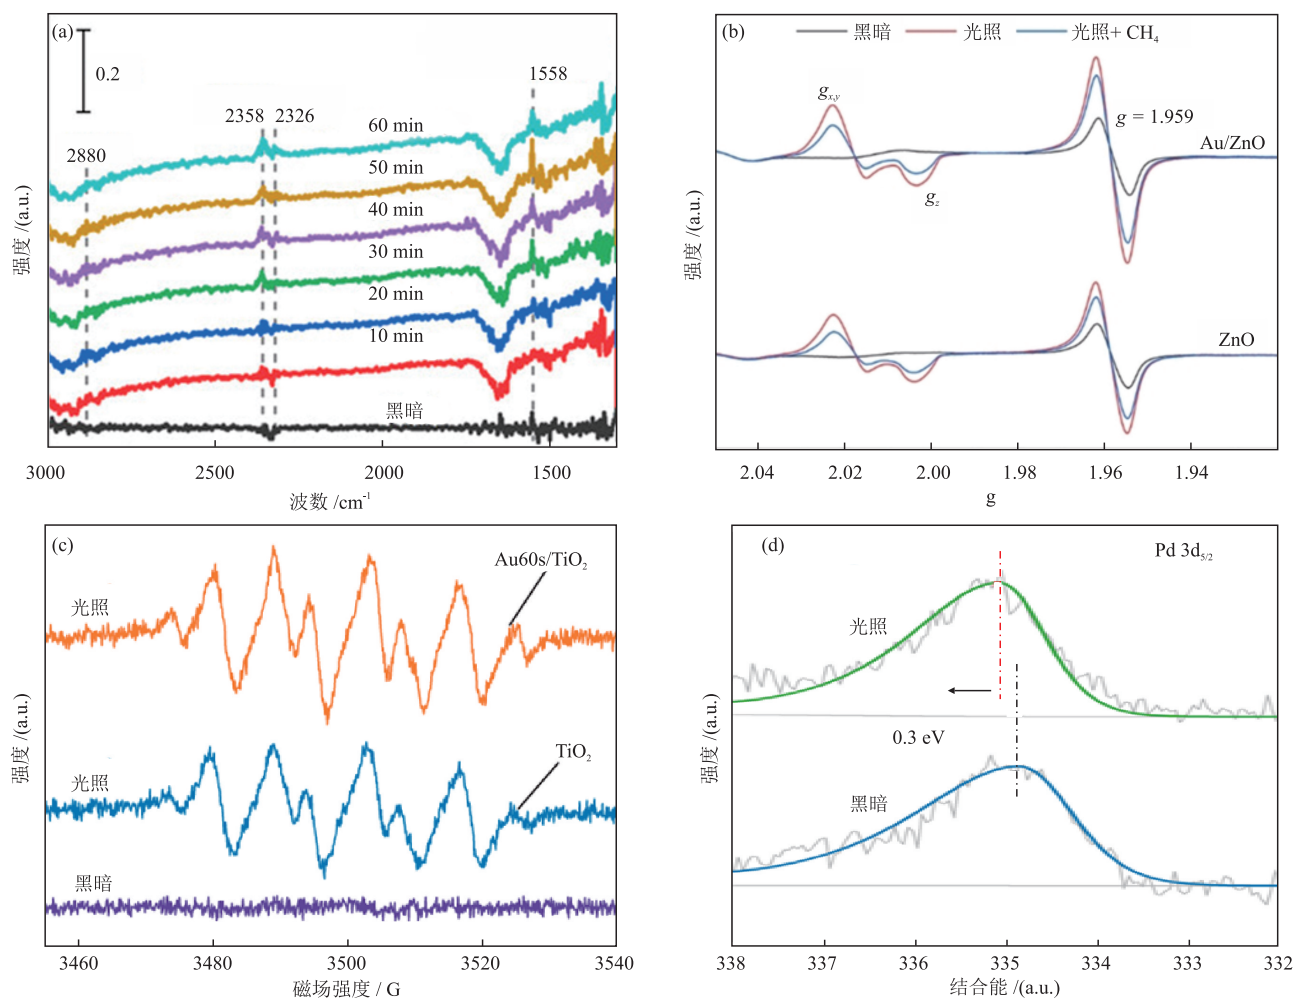 (a)
0.2
2880
2358
2326
1558
60 min
50 min
40 min
30 min
20 min
10 min
黑暗
强度 /(a.u.)
3000
2500
2000
1500
波数 /cm⁻¹
(b)
黑暗
光照
光照+ CH₄
gₓ,ᵧ
g_z
g = 1.959
Au/ZnO
ZnO
强度 /(a.u.)
2.04
2.02
2.00
1.98
1.96
1.94
g
(c)
Au60s/TiO₂
光照
TiO₂
光照
黑暗
强度 /(a.u.)
3460
3480
3500
3520
3540
磁场强度 / G
(d)
Pd 3d₅/₂
光照
0.3 eV
黑暗
强度 /(a.u.)
338
337
336
335
334
333
332
结合能 /(a.u.)